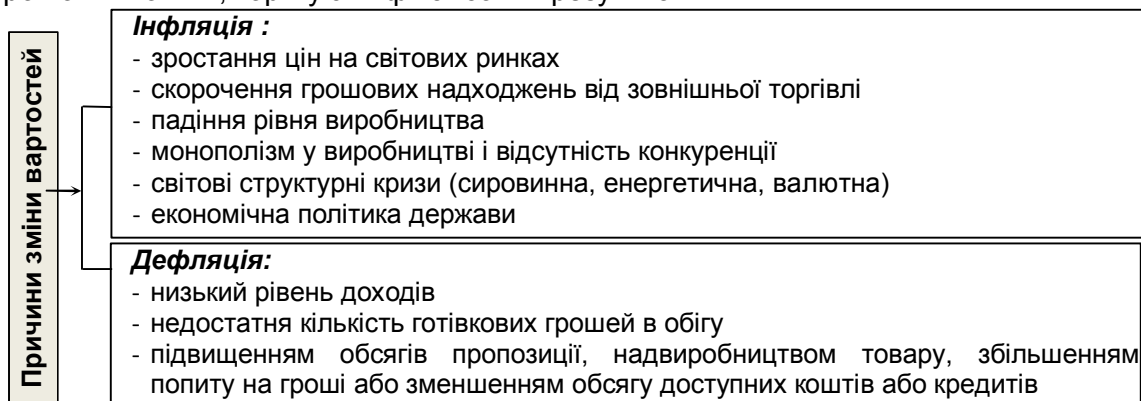 Інфляція :
- зростання цін на світових ринках
- скорочення грошових надходжень від зовнішньої торгівлі
- падіння рівня виробництва
- монополізм у виробництві і відсутність конкуренції
- світові структурні кризи (сировинна, енергетична, валютна)
- економічна політика держави
Причини зміни вартостей
Дефляція:
- низький рівень доходів
- недостатня кількість готівкових грошей в обігу
- підвищенням обсягів пропозиції, надвиробництвом товару, збільшенням
попиту на гроші або зменшенням обсягу доступних коштів або кредитів